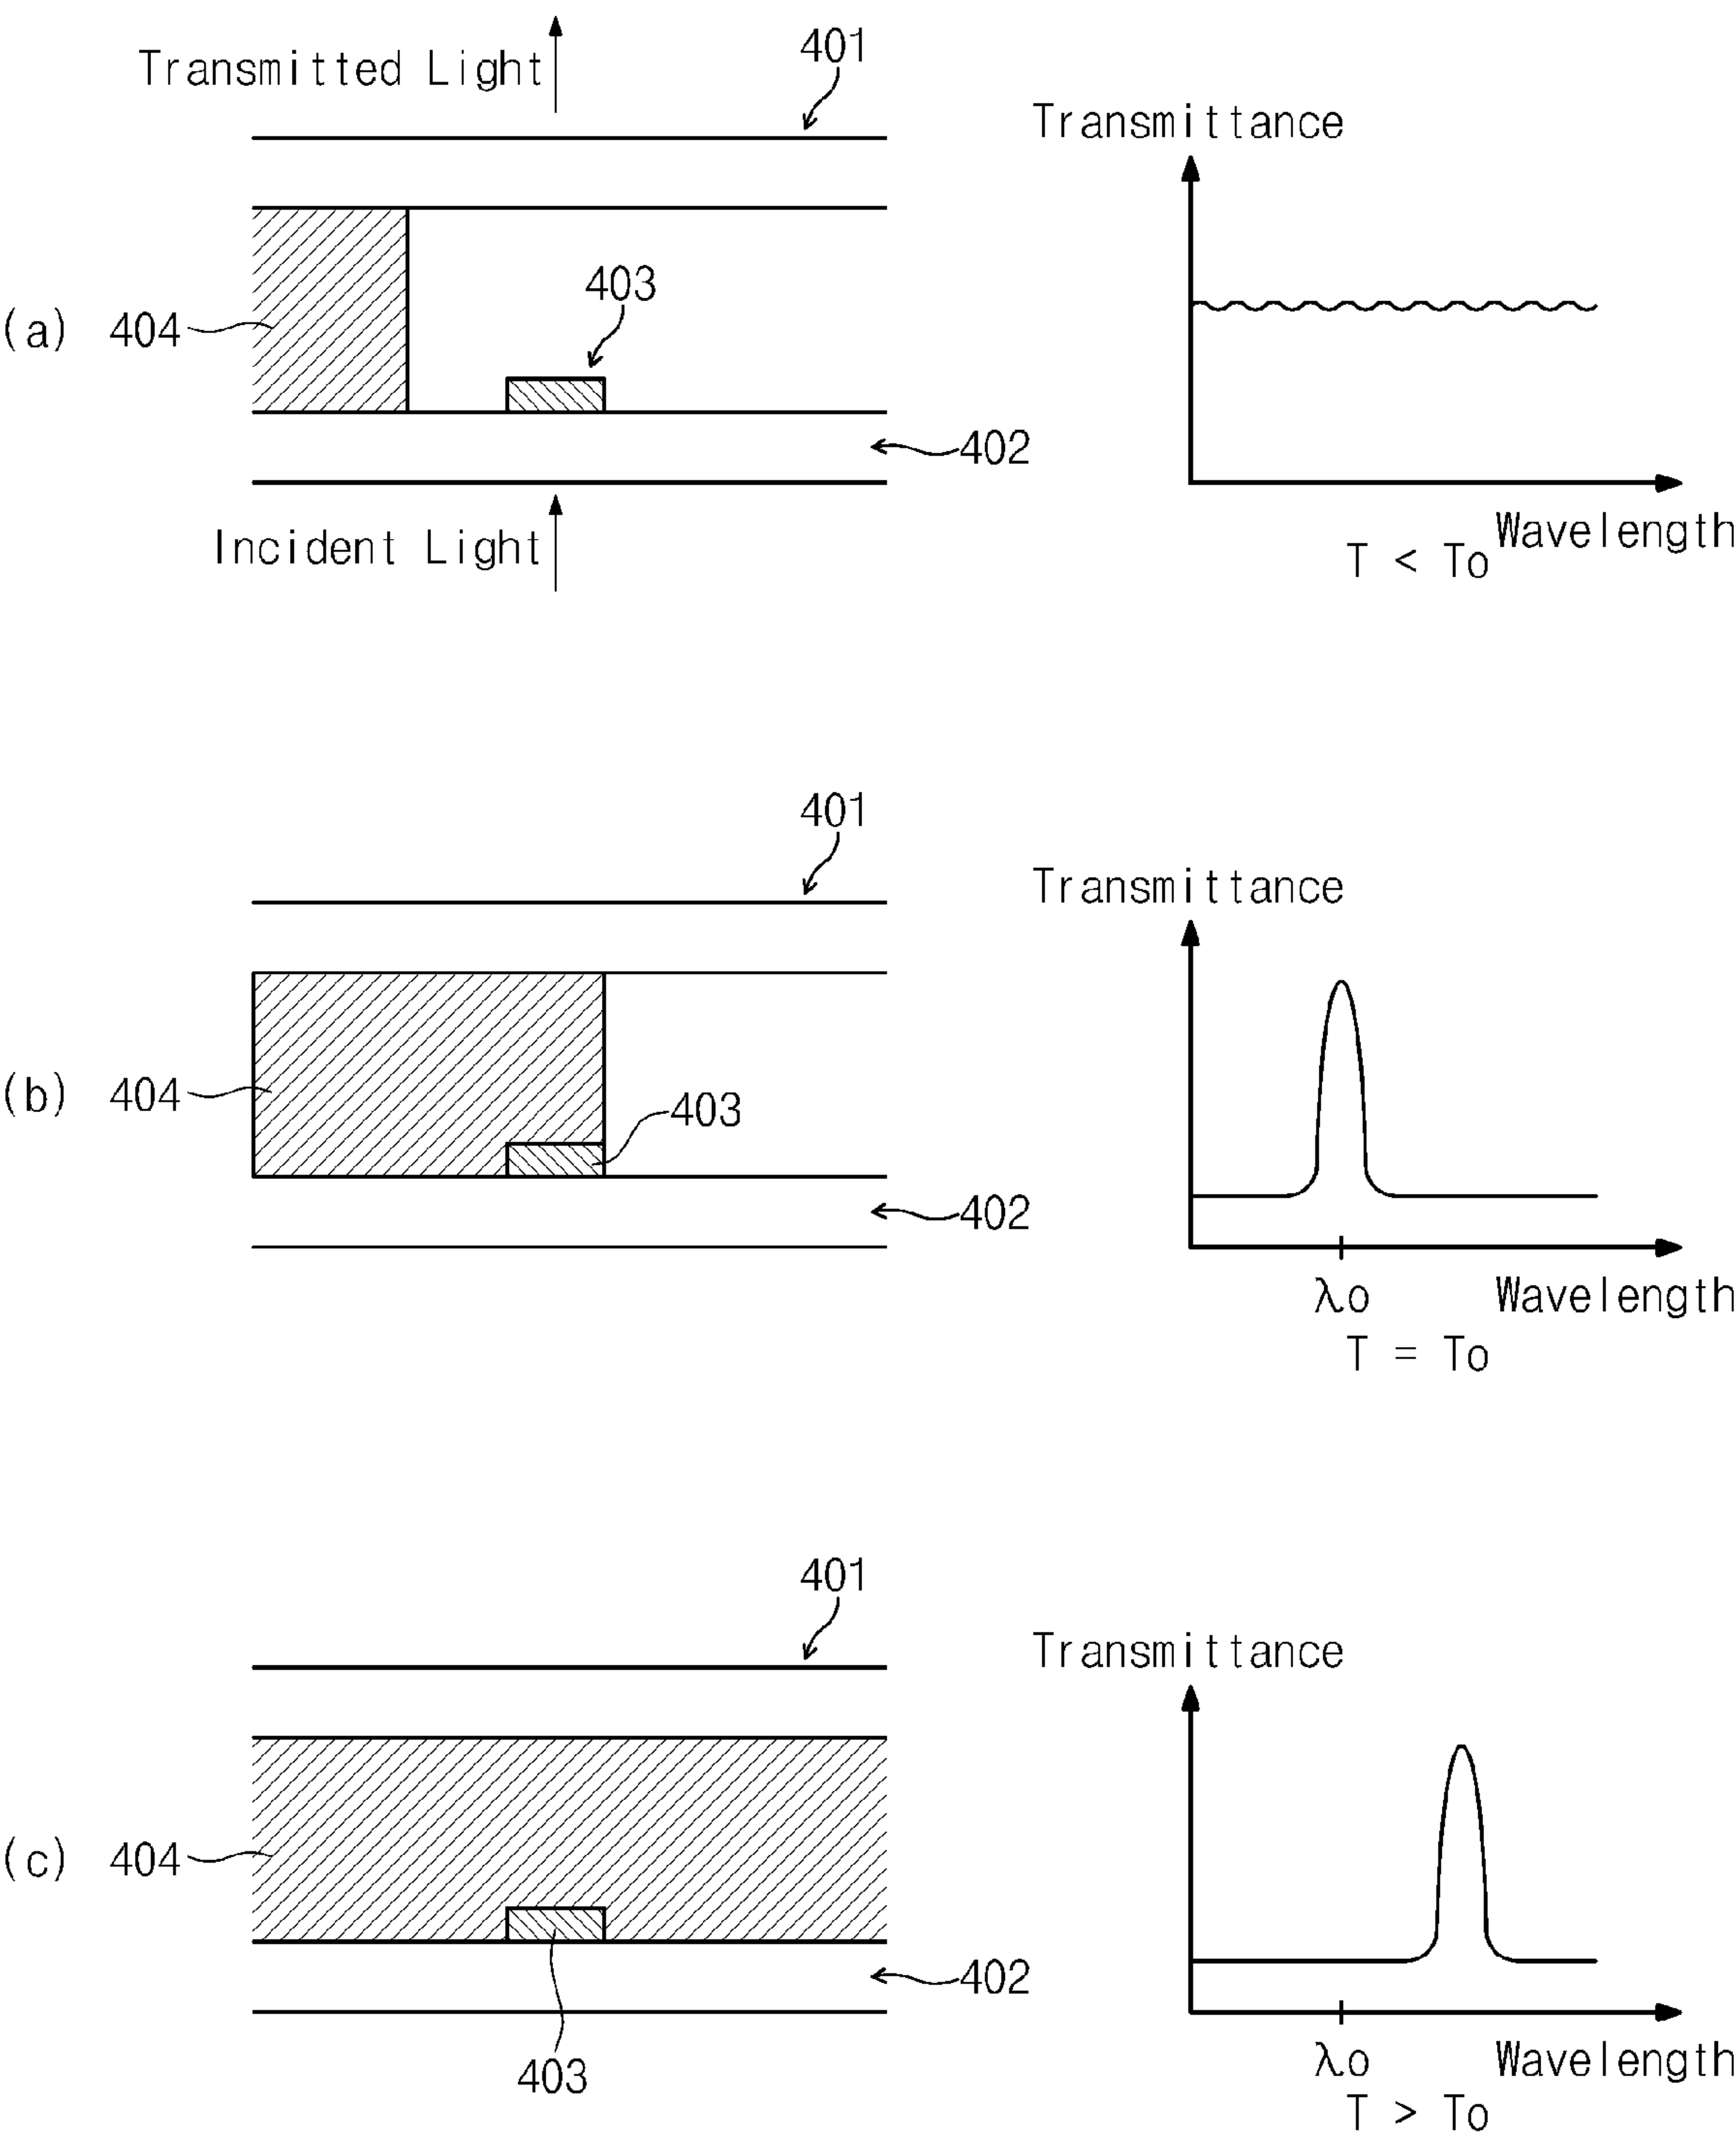 Transmitted Light
401
Transmittance
403
(a) 404
402
Incident Light
Wavelength
T < To
401
Transmittance
(b) 404
403
402
λo Wavelength
T = To
401
Transmittance
(c) 404
402
403
λo Wavelength
T > To